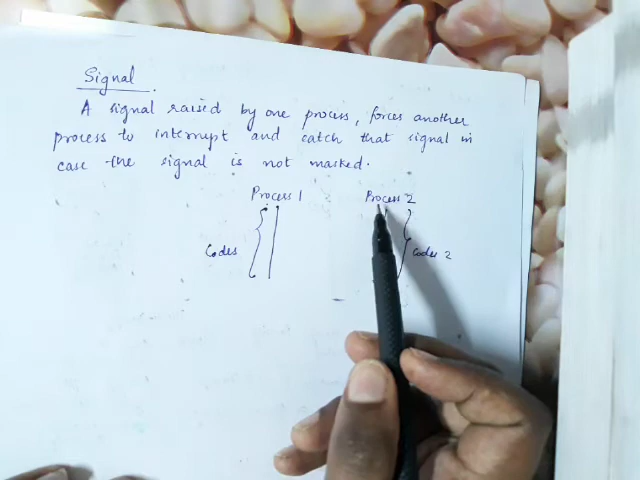 Signal.
A signal raised by one process, forces another
process to interrupt and catch that signal in
case the signal is not masked.
Process 1 Process 2
Codes Codes 2